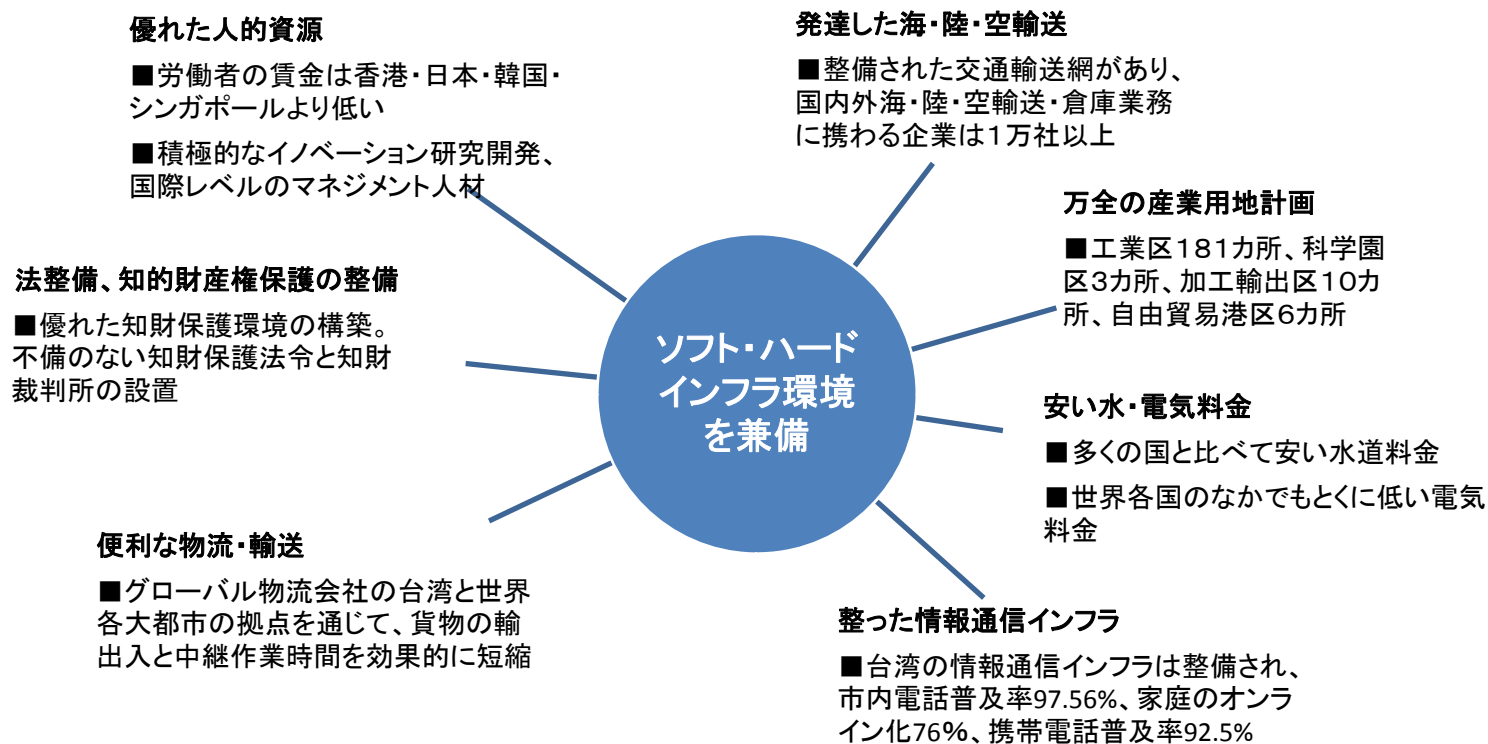 優れた人的資源
■労働者の賃金は香港・日本・韓国・
シンガポールより低い
■積極的なイノベーション研究開発、
国際レベルのマネジメント人材
発達した海・陸・空輸送
■整備された交通輸送網があり、
国内外海・陸・空輸送・倉庫業務
に携わる企業は１万社以上
万全の産業用地計画
■工業区１８１カ所、科学園
区３カ所、加工輸出区１０カ
所、自由貿易港区６カ所
法整備、知的財産権保護の整備
■優れた知財保護環境の構築。
不備のない知財保護法令と知財
裁判所の設置
ソフト・ハード
インフラ環境
を兼備
安い水・電気料金
■多くの国と比べて安い水道料金
■世界各国のなかでもとくに低い電気
料金
便利な物流・輸送
■グローバル物流会社の台湾と世界
各大都市の拠点を通じて、貨物の輸
出入と中継作業時間を効果的に短縮
整った情報通信インフラ
■台湾の情報通信インフラは整備され、
市内電話普及率97.56%、家庭のオンラ
イン化76％、携帯電話普及率92.5%